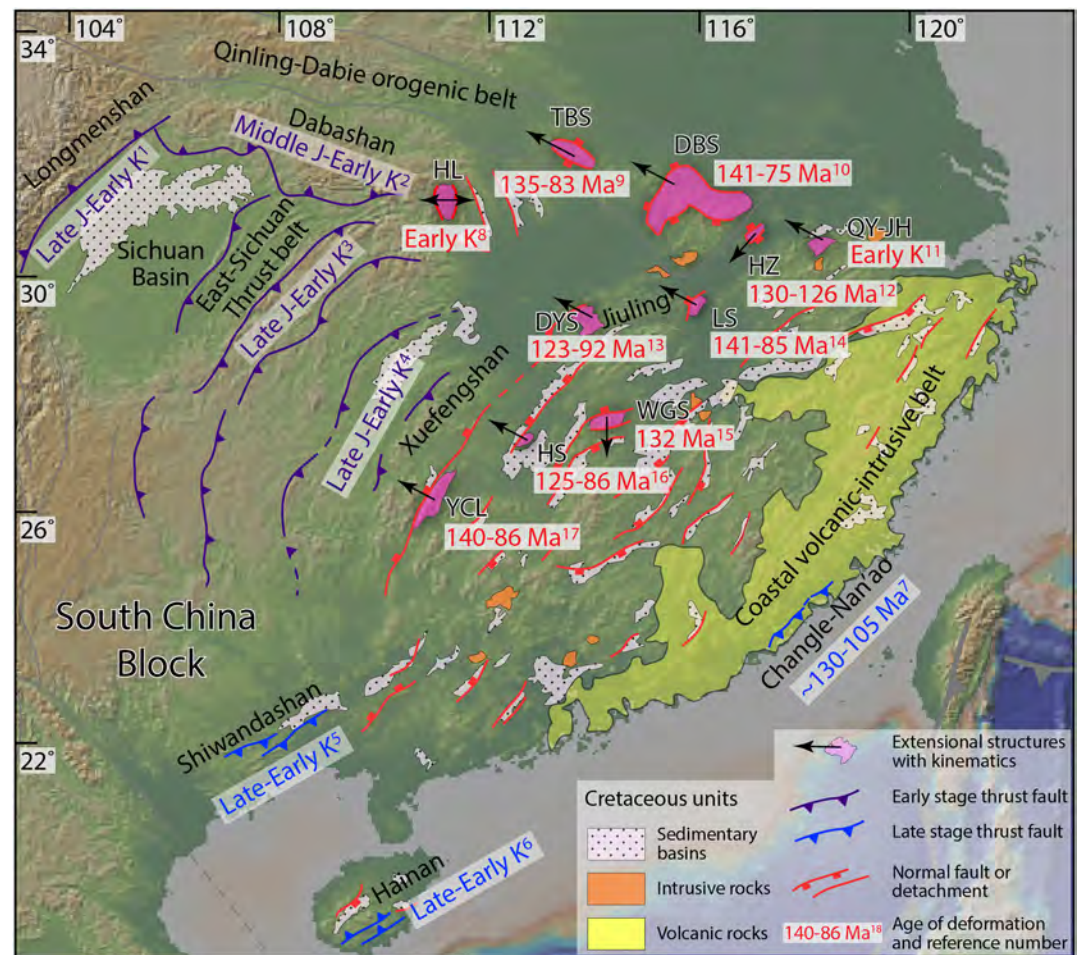 104°
108°
112°
116°
120°
34°
30°
26°
22°
Qinling-Dabie orogenic belt
Longmenshan
Late J-Early K¹
Dabashan
Middle J-Early K²
TBS
135-83 Ma⁹
DBS
141-75 Ma¹⁰
HL
Early K⁸
QY-JH
Early K¹¹
HZ
130-126 Ma¹²
Sichuan
Basin
East-Sichuan
Thrust belt
Late J-Early K³
DYS
123-92 Ma¹³
Jiuling
LS
141-85 Ma¹⁴
Late J-Early K⁴
Xuefengshan
WGS
132 Ma¹⁵
HS
125-86 Ma¹⁶
YCL
140-86 Ma¹⁷
Coastal volcanic-intrusive belt
Changle-Nan'ao
~130-105 Ma⁷
South China
Block
Shiwandashan
Late-Early K⁵
Hainan
Late-Early K⁶
Cretaceous units
Sedimentary
basins
Intrusive rocks
Volcanic rocks
Extensional structures
with kinematics
Early stage thrust fault
Late stage thrust fault
Normal fault or
detachment
140-86 Ma¹⁸
Age of deformation
and reference number